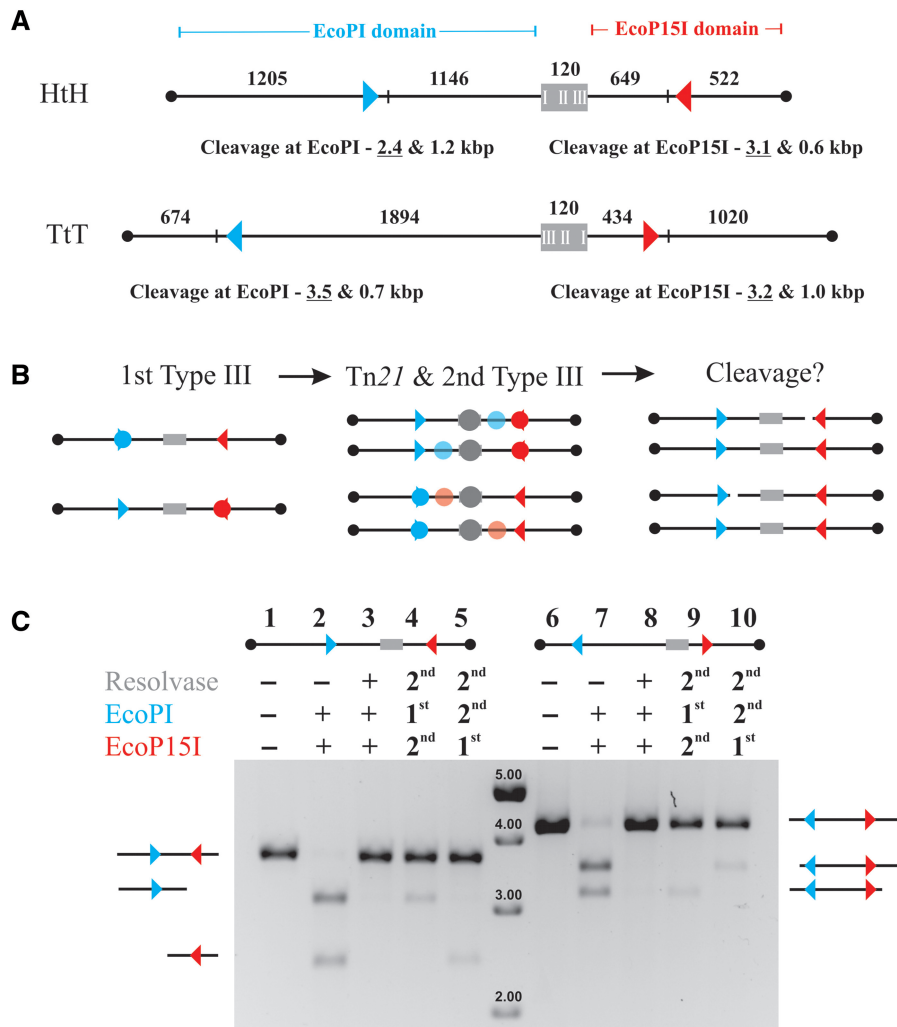 A
EcoPI domain
EcoP15I domain
HtH
1205 1146 120 649 522
I II III
Cleavage at EcoPI - 2.4 & 1.2 kbp
Cleavage at EcoP15I - 3.1 & 0.6 kbp
TtT
674 1894 120 434 1020
III II I
Cleavage at EcoPI - 3.5 & 0.7 kbp
Cleavage at EcoP15I - 3.2 & 1.0 kbp
B
1st Type III
Tn21 & 2nd Type III
Cleavage?
C
1 2 3 4 5 6 7 8 9 10
Resolvase – – + 2nd 2nd – – + 2nd 2nd
EcoPI – + + 1st 2nd – + + 1st 2nd
EcoP15I – + + 2nd 1st – + + 2nd 1st
5.00
4.00
3.00
2.00